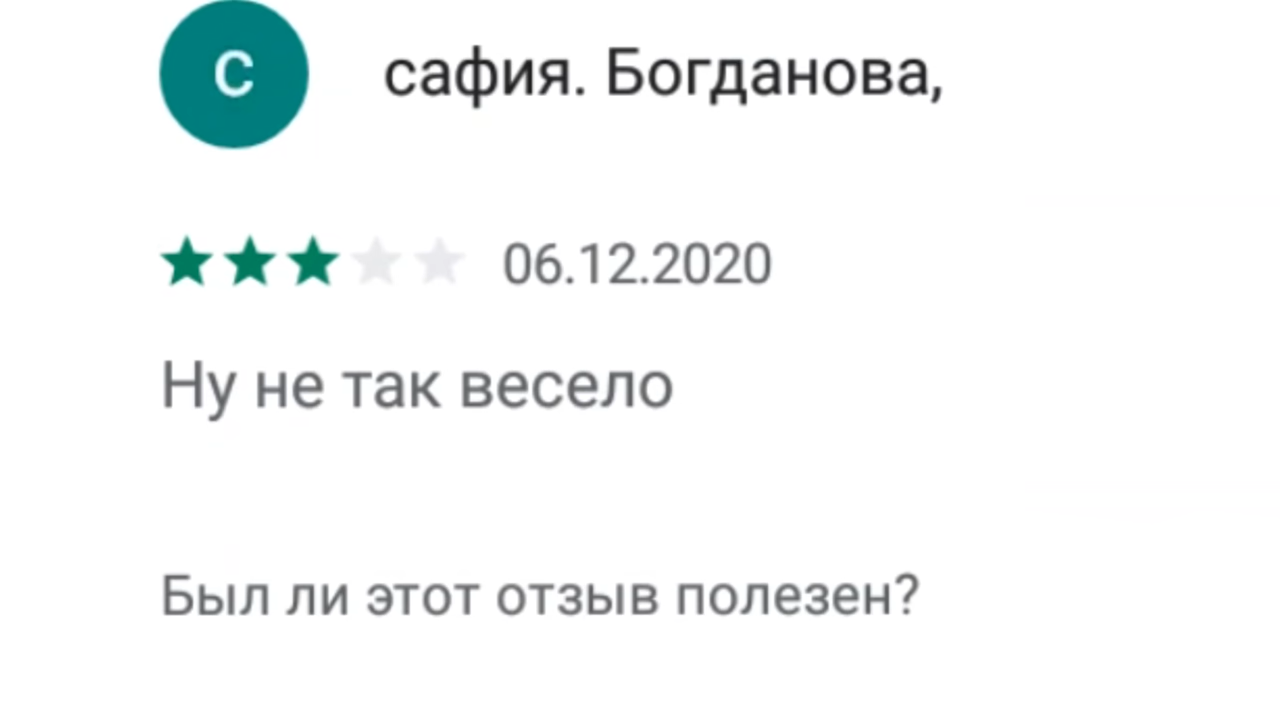 с
сафия. Богданова,
06.12.2020
Ну не так весело
Был ли этот отзыв полезен?